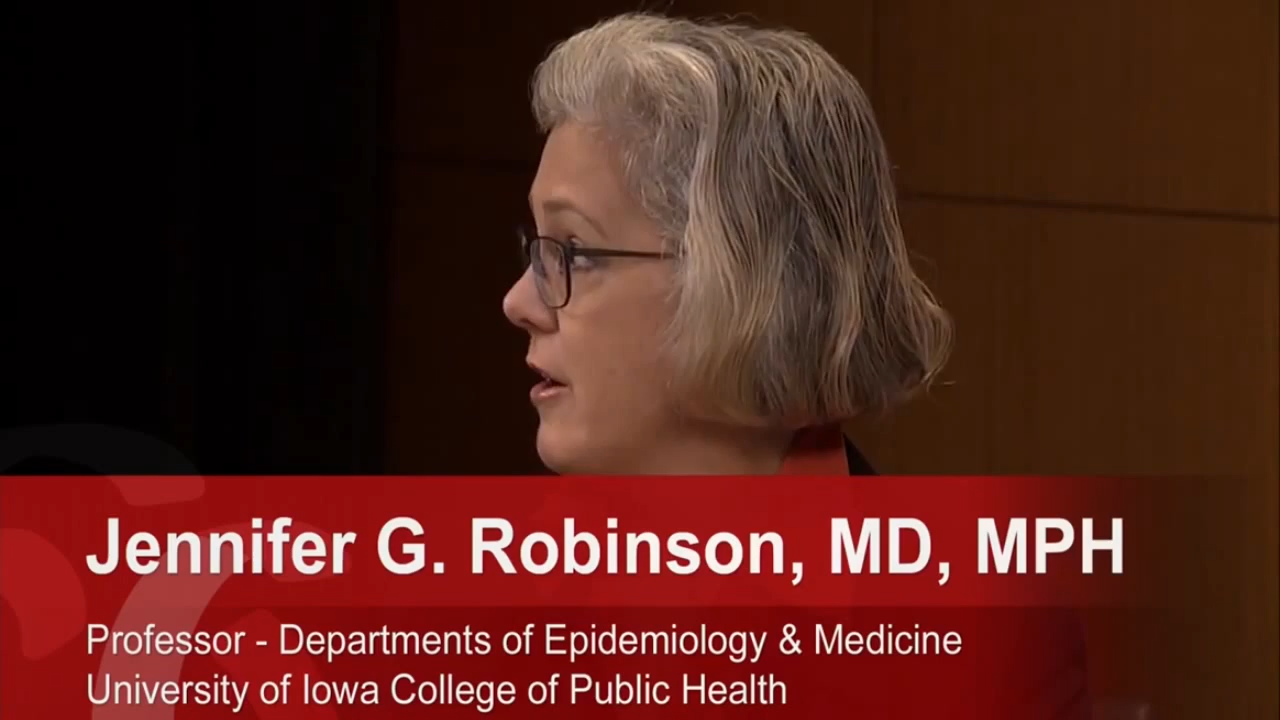 Jennifer G. Robinson, MD, MPH
Professor - Departments of Epidemiology & Medicine
University of Iowa College of Public Health